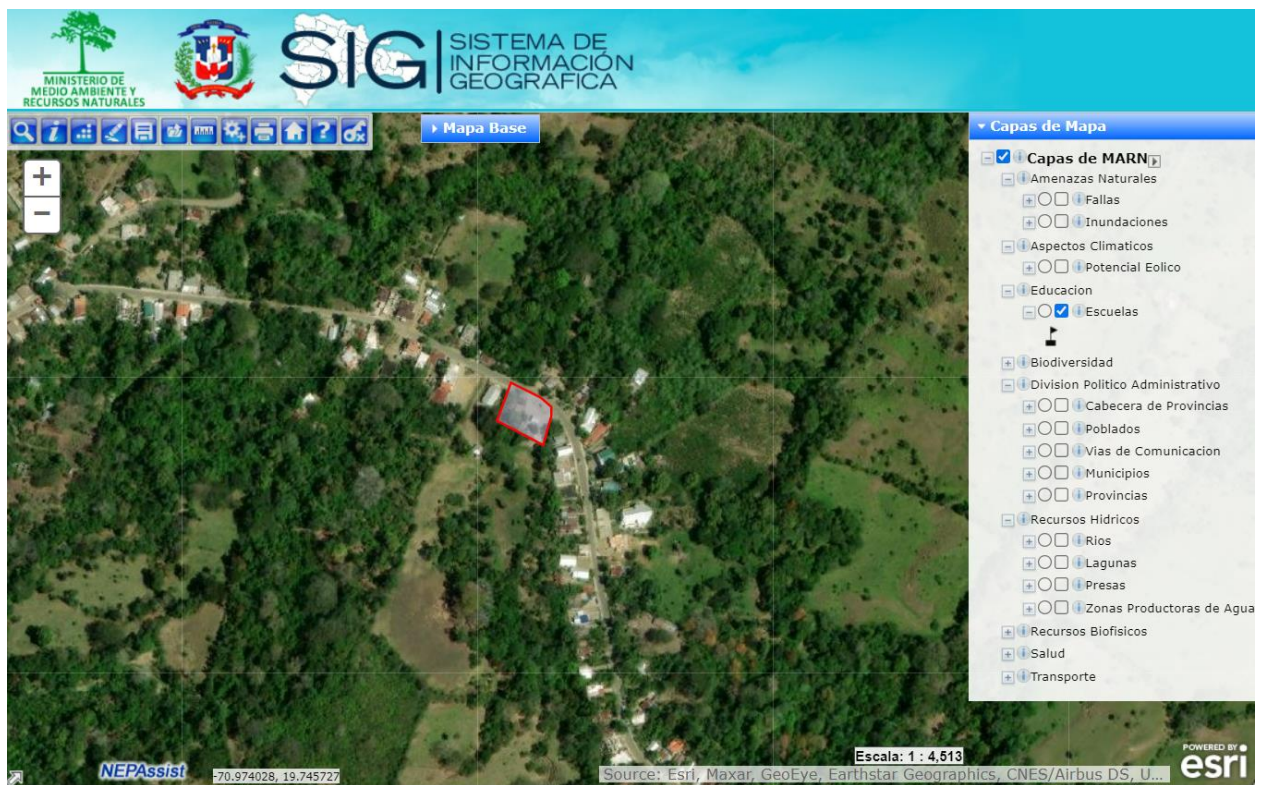 MINISTERIO DE
MEDIO AMBIENTE Y
RECURSOS NATURALES
SIG
SISTEMA DE
INFORMACIÓN
GEOGRAFICA
Mapa Base
Capas de Mapa
Capas de MARN
Amenazas Naturales
Fallas
Inundaciones
Aspectos Climaticos
Potencial Eolico
Educacion
Escuelas
Biodiversidad
Division Politico Administrativo
Cabecera de Provincias
Poblados
Vias de Comunicacion
Municipios
Provincias
Recursos Hidricos
Rios
Lagunas
Presas
Zonas Productoras de Agua
Recursos Biofisicos
Salud
Transporte
Escala: 1 : 4,513
NEPAssist
-70.974028, 19.745727
Source: Esri, Maxar, GeoEye, Earthstar Geographics, CNES/Airbus DS, U...
POWERED BY
esri